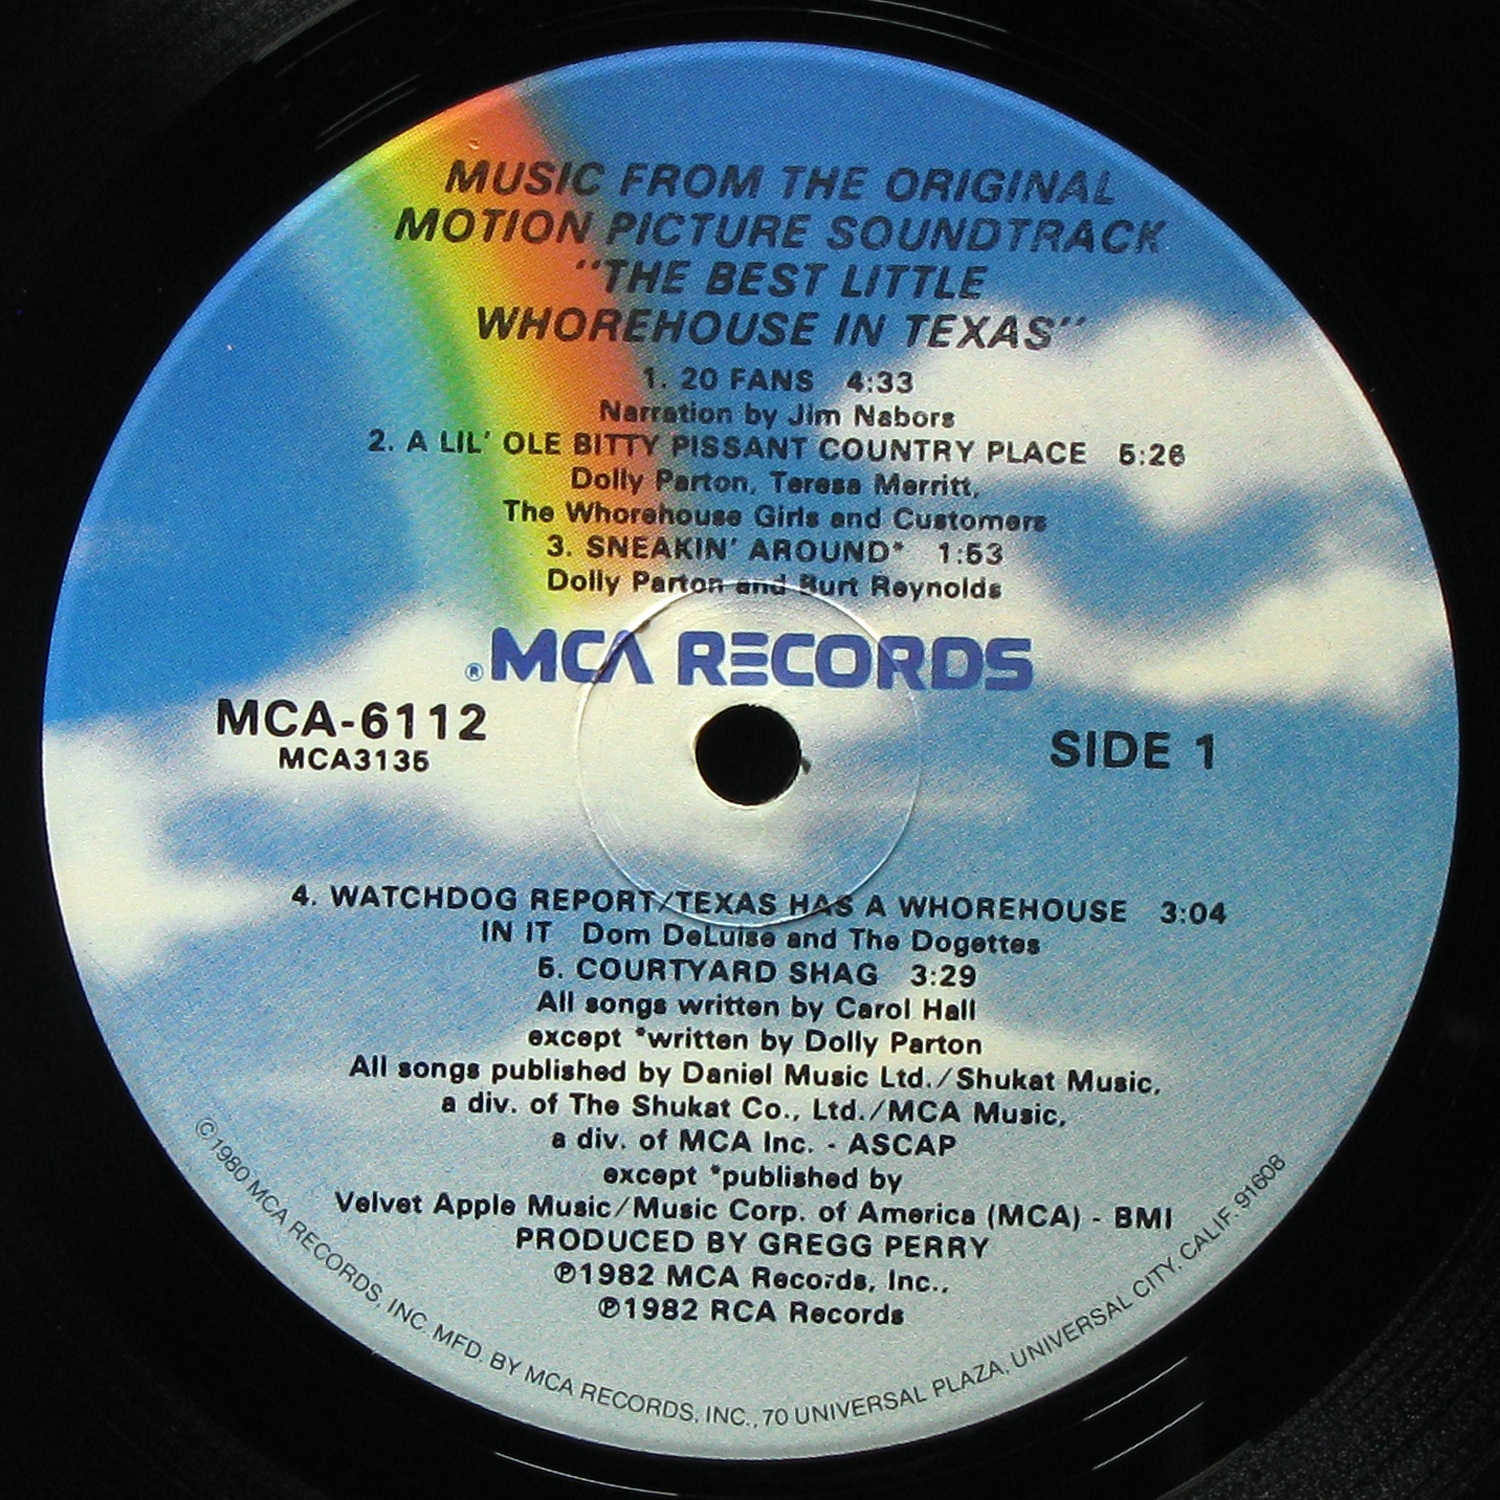 MUSIC FROM THE ORIGINAL
MOTION PICTURE SOUNDTRACK
"THE BEST LITTLE
WHOREHOUSE IN TEXAS"
1. 20 FANS 4:33
Narration by Jim Nabors
2. A LIL' OLE BITTY PISSANT COUNTRY PLACE 5:26
Dolly Parton, Teresa Merritt,
The Whorehouse Girls and Customers
3. SNEAKIN' AROUND* 1:53
Dolly Parton and Burt Reynolds
®MCA RECORDS
MCA-6112
MCA3135
SIDE 1
4. WATCHDOG REPORT/TEXAS HAS A WHOREHOUSE 3:04
IN IT Dom DeLuise and The Dogettes
5. COURTYARD SHAG 3:29
All songs written by Carol Hall
except *written by Dolly Parton
All songs published by Daniel Music Ltd./Shukat Music,
a div. of The Shukat Co., Ltd./MCA Music,
a div. of MCA Inc. - ASCAP
except *published by
Velvet Apple Music/Music Corp. of America (MCA) - BMI
PRODUCED BY GREGG PERRY
℗1982 MCA Records, Inc.,
℗1982 RCA Records
©1980 MCA RECORDS, INC. MFD. BY MCA RECORDS, INC., 70 UNIVERSAL PLAZA, UNIVERSAL CITY, CALIF. 91608